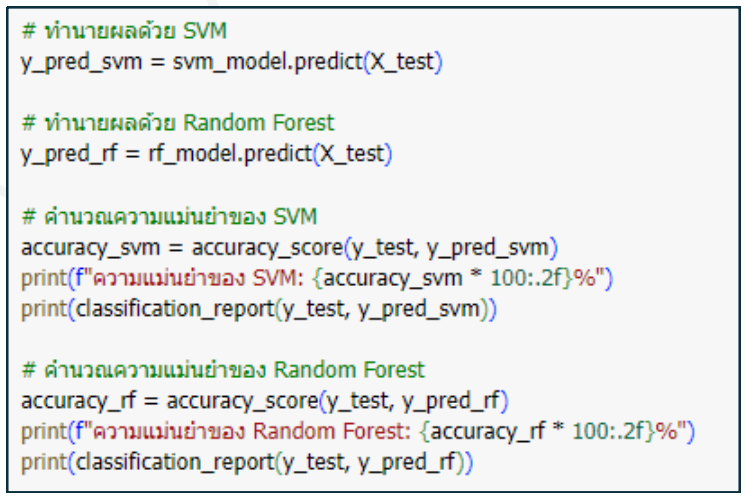 # ทำนายผลด้วย SVM
y_pred_svm = svm_model.predict(X_test)
# ทำนายผลด้วย Random Forest
y_pred_rf = rf_model.predict(X_test)
# คำนวณความแม่นยำของ SVM
accuracy_svm = accuracy_score(y_test, y_pred_svm)
print(f"ความแม่นยำของ SVM: {accuracy_svm * 100:.2f}%")
print(classification_report(y_test, y_pred_svm))
# คำนวณความแม่นยำของ Random Forest
accuracy_rf = accuracy_score(y_test, y_pred_rf)
print(f"ความแม่นยำของ Random Forest: {accuracy_rf * 100:.2f}%")
print(classification_report(y_test, y_pred_rf))